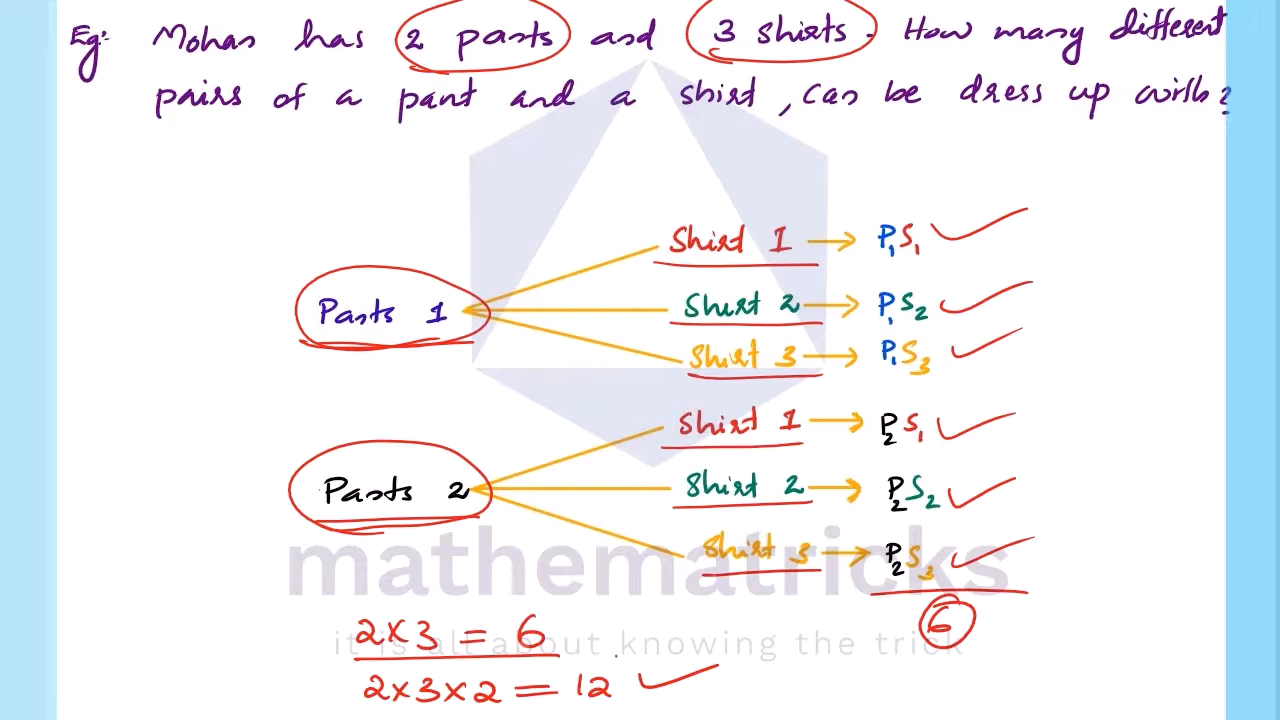 Eg:- Mohan has 2 pants and 3 shirts. How many different
pairs of a pant and a shirt, can be dress up with?
Shirt 1 → P1S1
Pants 1 Shirt 2 → P1S2
Shirt 3 → P1S3
Shirt 1 → P2S1
Pants 2 Shirt 2 → P2S2
Shirt 3 → P2S3
mathematricks
6
2×3 = 6
it is all about knowing the trick
2×3×2 = 12